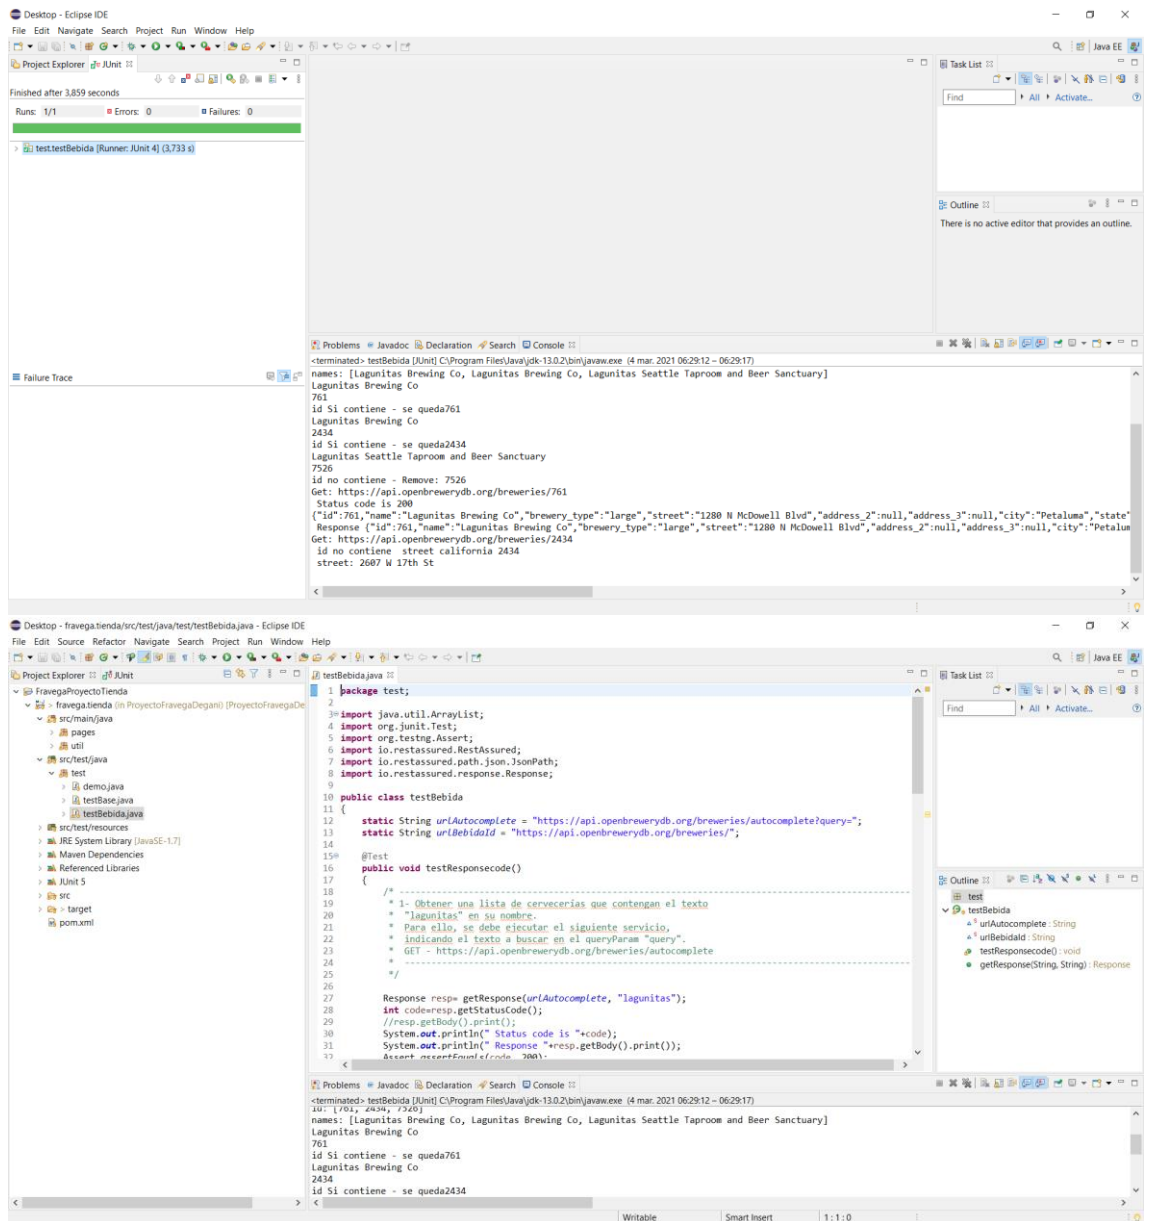 Desktop - Eclipse IDE
File Edit Navigate Search Project Run Window Help
Java EE
Project Explorer JUnit
Finished after 3,859 seconds
Runs: 1/1 Errors: 0 Failures: 0
test.testBebida [Runner: JUnit 4] (3,733 s)
Failure Trace
Task List
Find All Activate...
Outline
There is no active editor that provides an outline.
Problems Javadoc Declaration Search Console
<terminated> testBebida [JUnit] C:\Program Files\Java\jdk-13.0.2\bin\javaw.exe (4 mar. 2021 06:29:12 – 06:29:17)
names: [Lagunitas Brewing Co, Lagunitas Brewing Co, Lagunitas Seattle Taproom and Beer Sanctuary]
Lagunitas Brewing Co
761
id Si contiene - se queda761
Lagunitas Brewing Co
2434
id Si contiene - se queda2434
Lagunitas Seattle Taproom and Beer Sanctuary
7526
id no contiene - Remove: 7526
Get: https://api.openbrewerydb.org/breweries/761
Status code is 200
{"id":761,"name":"Lagunitas Brewing Co","brewery_type":"large","street":"1280 N McDowell Blvd","address_2":null,"address_3":null,"city":"Petaluma","state"
Response {"id":761,"name":"Lagunitas Brewing Co","brewery_type":"large","street":"1280 N McDowell Blvd","address_2":null,"address_3":null,"city":"Petalum
Get: https://api.openbrewerydb.org/breweries/2434
id no contiene  street california 2434
street: 2607 W 17th St
Desktop - fravega.tienda/src/test/java/test/testBebida.java - Eclipse IDE
File Edit Source Refactor Navigate Search Project Run Window Help
Java EE
Project Explorer JUnit
FravegaProyectoTienda
> fravega.tienda (in ProyectoFravegaDegani) [ProyectoFravegaDe
src/main/java
pages
util
src/test/java
test
demo.java
testBase.java
testBebida.java
src/test/resources
JRE System Library [JavaSE-1.7]
Maven Dependencies
Referenced Libraries
JUnit 5
src
> target
pom.xml
testBebida.java
1 package test;
2
3 import java.util.ArrayList;
4 import org.junit.Test;
5 import org.testng.Assert;
6 import io.restassured.RestAssured;
7 import io.restassured.path.json.JsonPath;
8 import io.restassured.response.Response;
9
10 public class testBebida
11 {
12 static String urlAutocomplete = "https://api.openbrewerydb.org/breweries/autocomplete?query=";
13 static String urlBebidaId = "https://api.openbrewerydb.org/breweries/";
14
15 @Test
16 public void testResponsecode()
17 {
18 /* ------------------------------------------------------------
19 * 1- Obtener una lista de cervecerías que contengan el texto
20 * "lagunitas" en su nombre.
21 * Para ello, se debe ejecutar el siguiente servicio,
22 * indicando el texto a buscar en el queryParam "query".
23 * GET - https://api.openbrewerydb.org/breweries/autocomplete
24 * ------------------------------------------------------------
25 */
26
27 Response resp= getResponse(urlAutocomplete, "lagunitas");
28 int code=resp.getStatusCode();
29 //resp.getBody().print();
30 System.out.println(" Status code is "+code);
31 System.out.println(" Response "+resp.getBody().print());
32 Assert.assertEquals(code, 200);
Task List
Find All Activate...
Outline
test
testBebida
urlAutocomplete : String
urlBebidaId : String
testResponsecode() : void
getResponse(String, String) : Response
Problems Javadoc Declaration Search Console
<terminated> testBebida [JUnit] C:\Program Files\Java\jdk-13.0.2\bin\javaw.exe (4 mar. 2021 06:29:12 – 06:29:17)
id: [761, 2434, 7526]
names: [Lagunitas Brewing Co, Lagunitas Brewing Co, Lagunitas Seattle Taproom and Beer Sanctuary]
Lagunitas Brewing Co
761
id Si contiene - se queda761
Lagunitas Brewing Co
2434
id Si contiene - se queda2434
Writable Smart Insert 1 : 1 : 0